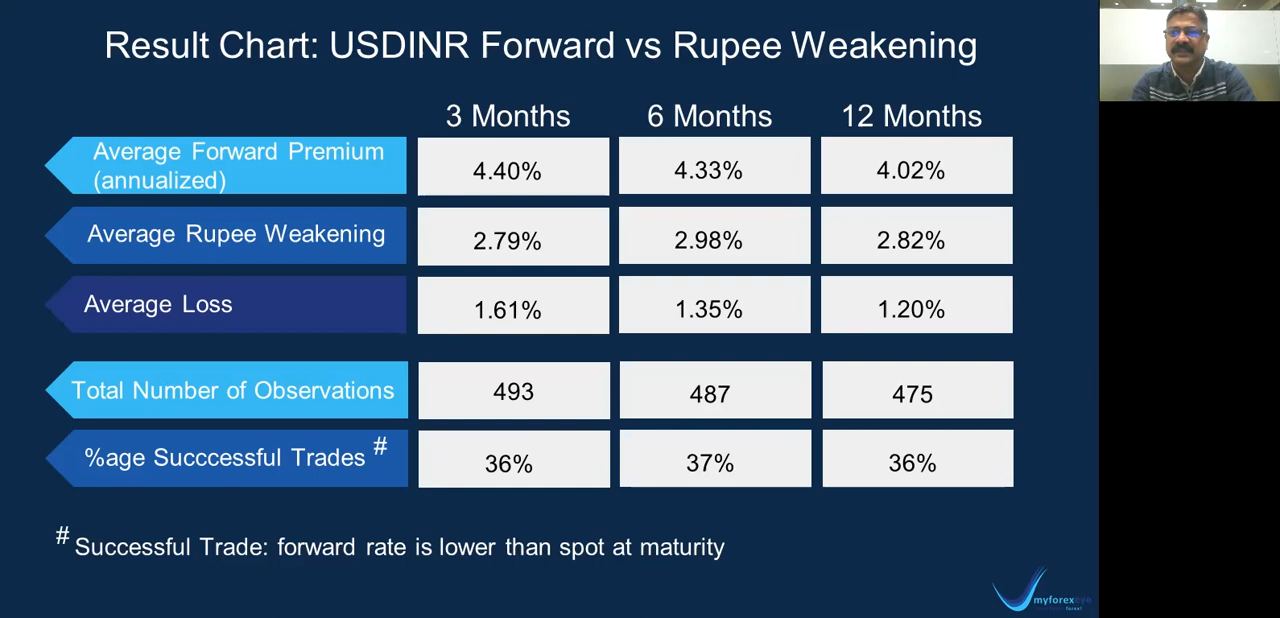 Result Chart: USDINR Forward vs Rupee Weakening
3 Months 6 Months 12 Months
Average Forward Premium
(annualized) 4.40% 4.33% 4.02%
Average Rupee Weakening 2.79% 2.98% 2.82%
Average Loss 1.61% 1.35% 1.20%
Total Number of Observations 493 487 475
%age Succcessful Trades # 36% 37% 36%
# Successful Trade: forward rate is lower than spot at maturity
myforexeye